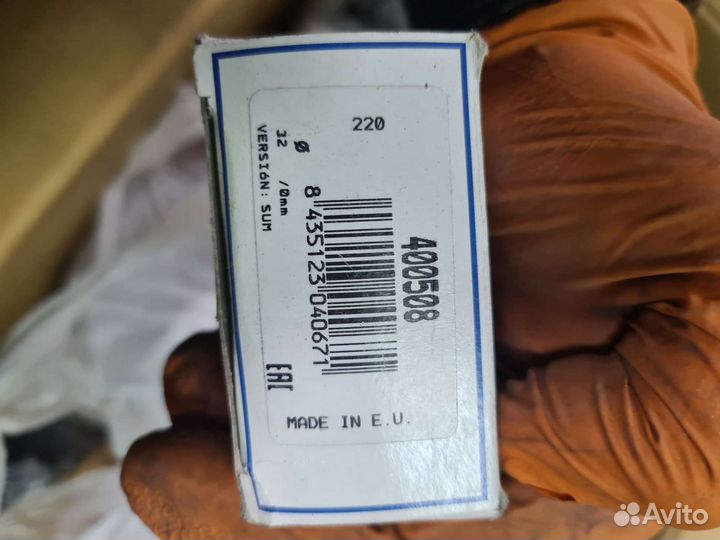 220
400508
8 435123 040671
Ø
32 /0mm
VERSIóN: SUM
EAC
MADE IN E.U.
Avito